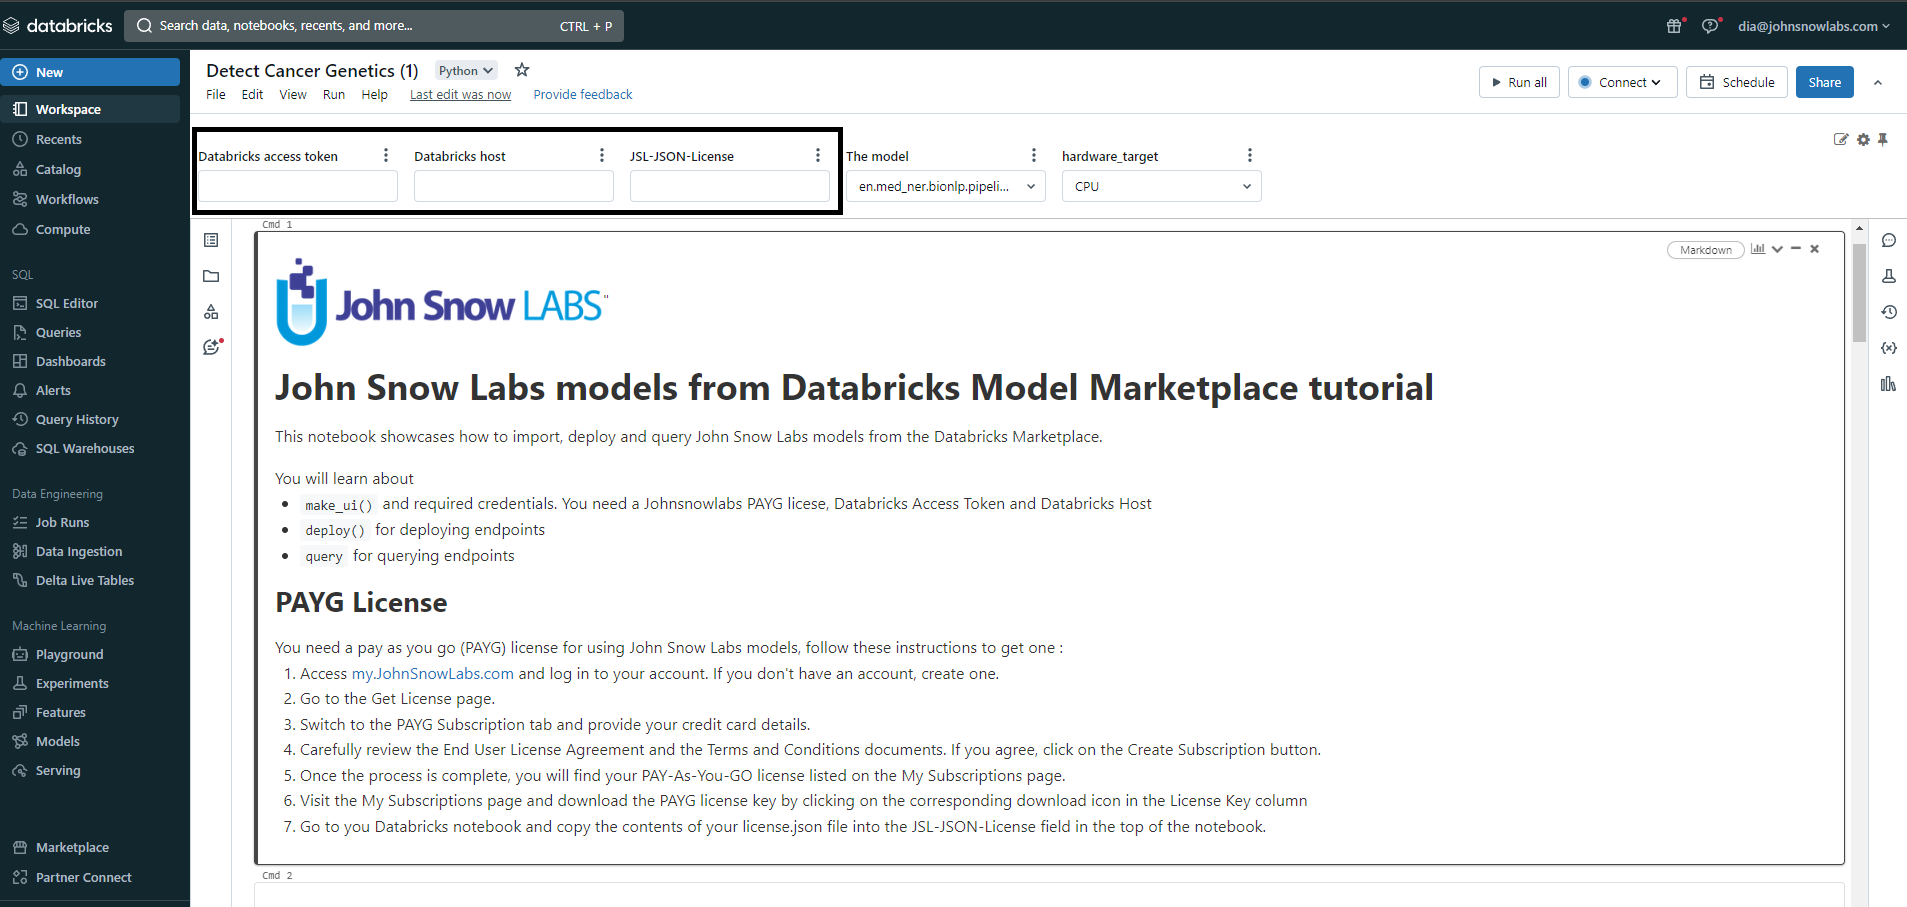 databricks
Search data, notebooks, recents, and more...
CTRL + P
dia@johnsnowlabs.com
New
Workspace
Recents
Catalog
Workflows
Compute
SQL
SQL Editor
Queries
Dashboards
Alerts
Query History
SQL Warehouses
Data Engineering
Job Runs
Data Ingestion
Delta Live Tables
Machine Learning
Playground
Experiments
Features
Models
Serving
Marketplace
Partner Connect
Detect Cancer Genetics (1)
Python
File Edit View Run Help Last edit was now Provide feedback
Run all
Connect
Schedule
Share
Databricks access token
Databricks host
JSL-JSON-License
The model
hardware_target
en.med_ner.bionlp.pipeli...
CPU
Cmd 1
Markdown
John Snow LABS™
John Snow Labs models from Databricks Model Marketplace tutorial
This notebook showcases how to import, deploy and query John Snow Labs models from the Databricks Marketplace.
You will learn about
• make_ui() and required credentials. You need a Johnsnowlabs PAYG licese, Databricks Access Token and Databricks Host
• deploy() for deploying endpoints
• query for querying endpoints
PAYG License
You need a pay as you go (PAYG) license for using John Snow Labs models, follow these instructions to get one :
1. Access my.JohnSnowLabs.com and log in to your account. If you don't have an account, create one.
2. Go to the Get License page.
3. Switch to the PAYG Subscription tab and provide your credit card details.
4. Carefully review the End User License Agreement and the Terms and Conditions documents. If you agree, click on the Create Subscription button.
5. Once the process is complete, you will find your PAY-As-You-GO license listed on the My Subscriptions page.
6. Visit the My Subscriptions page and download the PAYG license key by clicking on the corresponding download icon in the License Key column
7. Go to you Databricks notebook and copy the contents of your license.json file into the JSL-JSON-License field in the top of the notebook.
Cmd 2